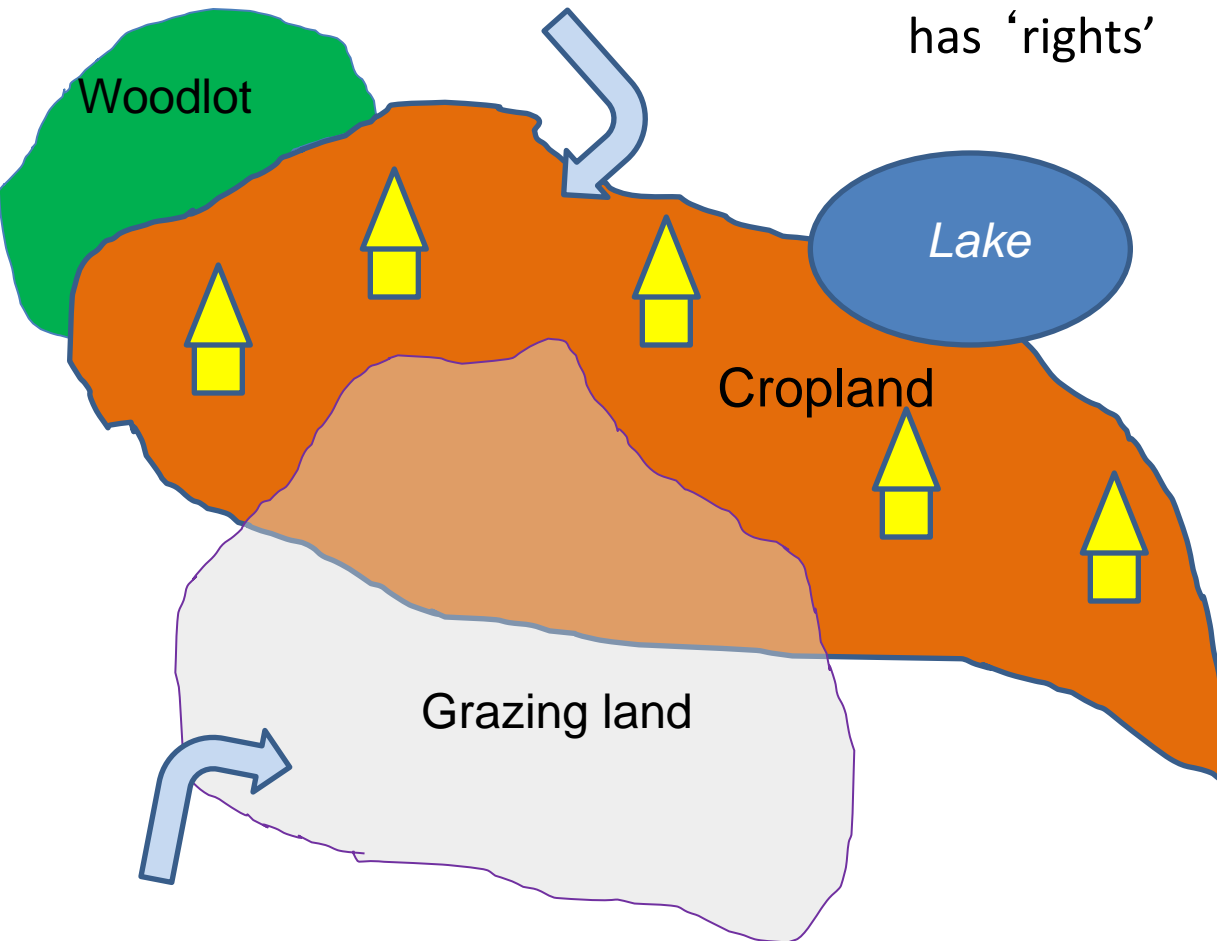 has ‘rights’
Woodlot
Lake
Cropland
Grazing land